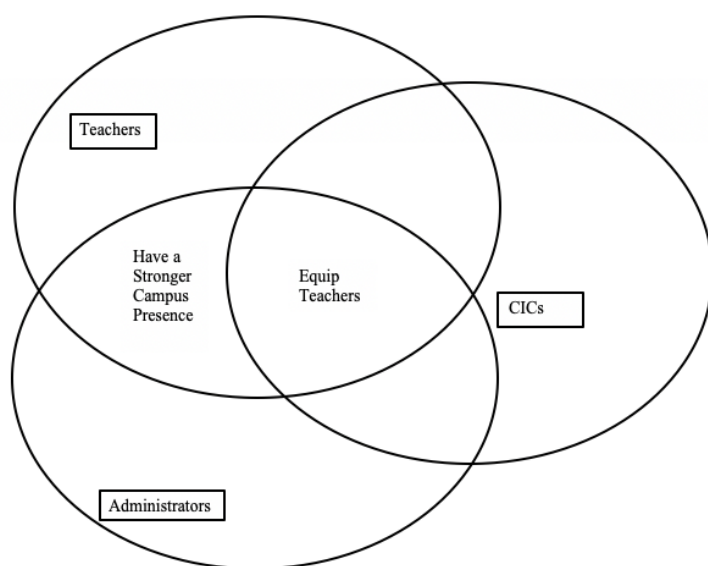 Teachers
Have a
Stronger
Campus
Presence
Equip
Teachers
CICs
Administrators